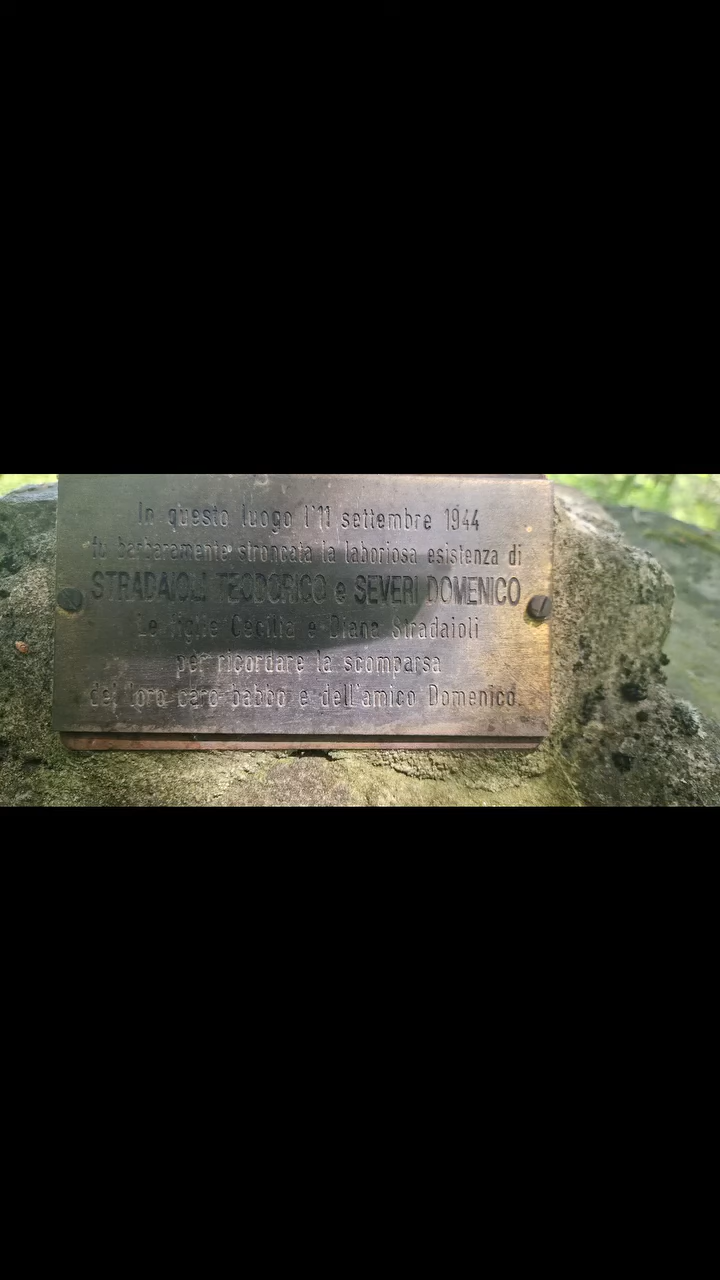 In questo luogo l'11 settembre 1944
fu barbaramente stroncata la laboriosa esistenza di
STRADAIOLI TEODORICO e SEVERI DOMENICO
Le figlie Cecilia e Diana Stradaioli
per ricordare la scomparsa
del loro caro babbo e dell'amico Domenico.